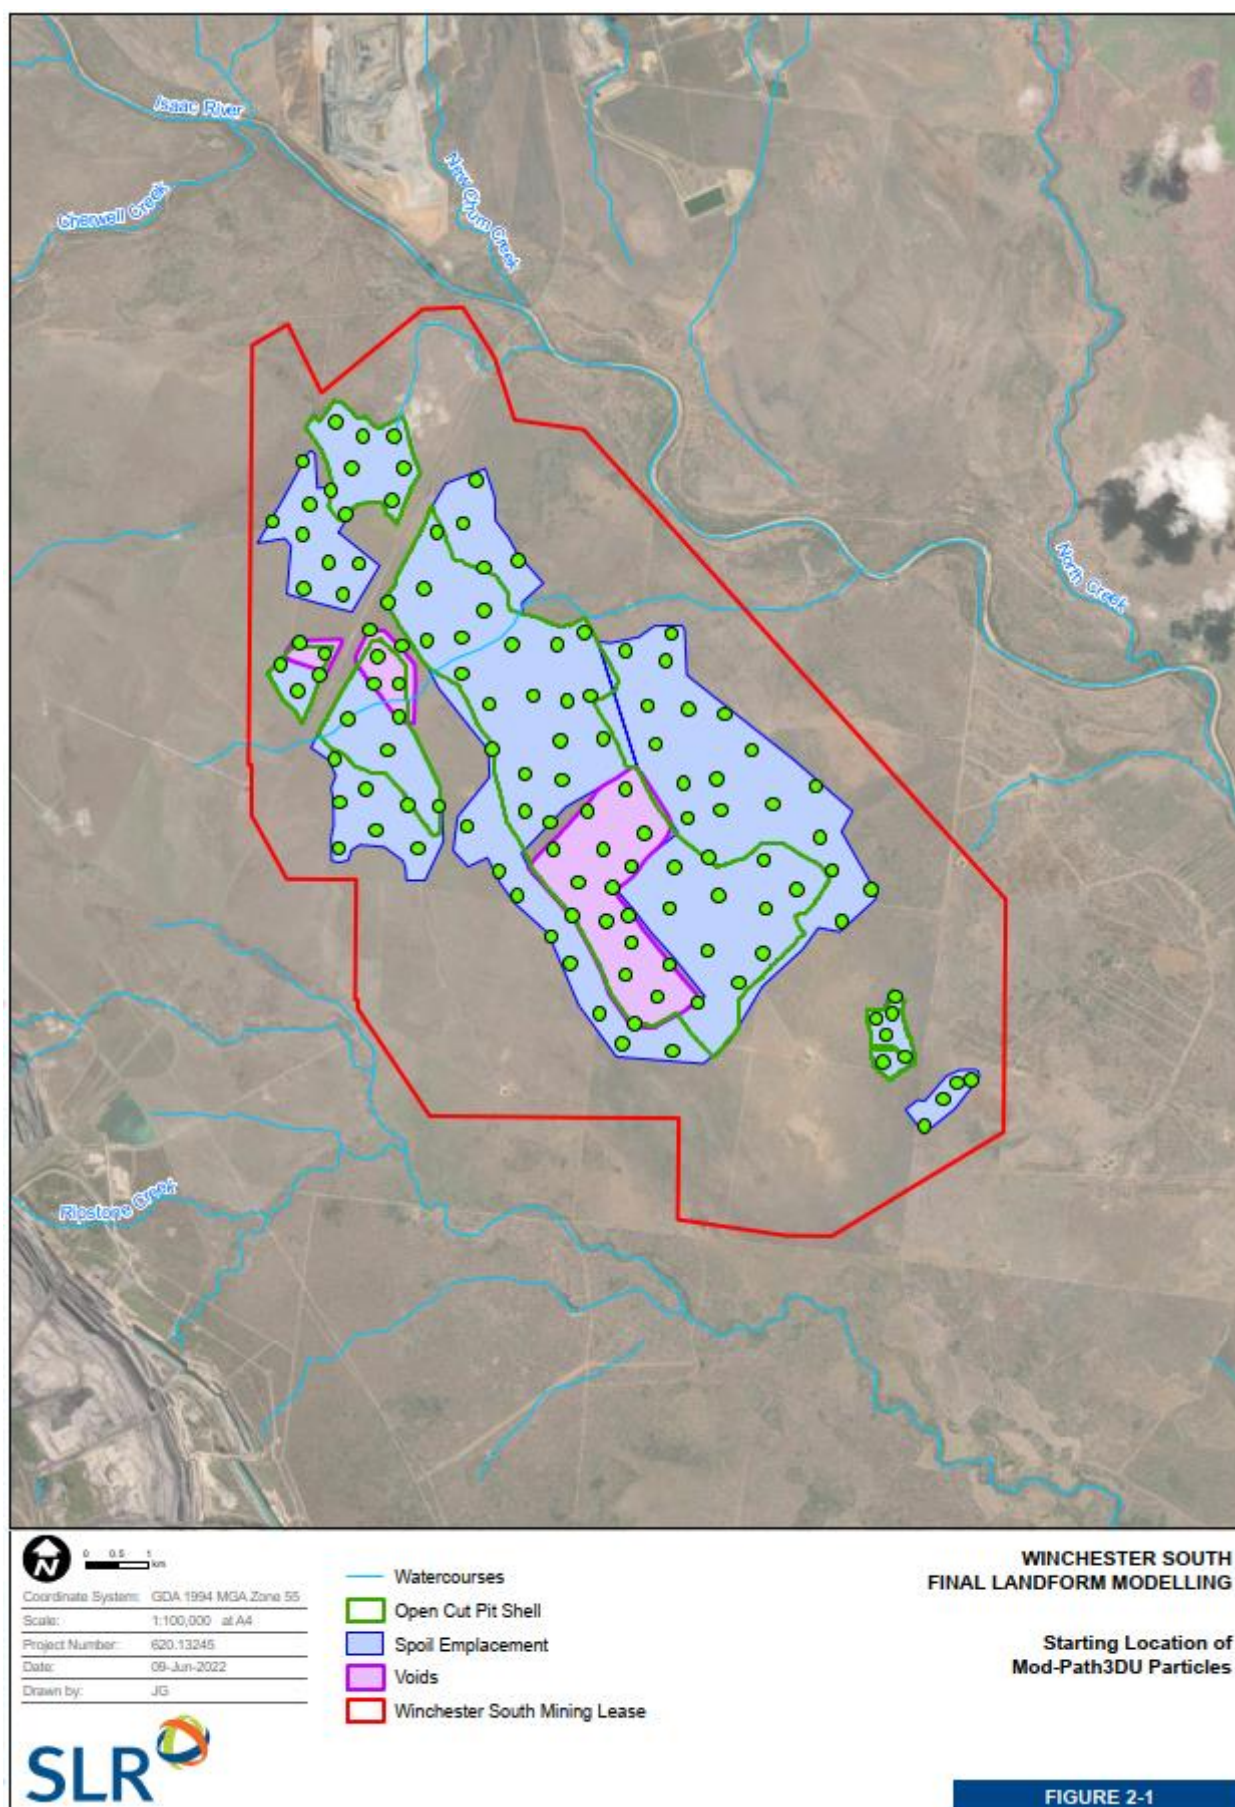 Isaac River
Cherwell Creek
New Chum Creek
North Creek
Ripstone Creek
N
0 0.5 1
km
Coordinate System: GDA 1994 MGA Zone 55
Scale: 1:100,000 at A4
Project Number: 620.13245
Date: 09-Jun-2022
Drawn by: JG
SLR
Watercourses
Open Cut Pit Shell
Spoil Emplacement
Voids
Winchester South Mining Lease
WINCHESTER SOUTH
FINAL LANDFORM MODELLING
Starting Location of
Mod-Path3DU Particles
FIGURE 2-1